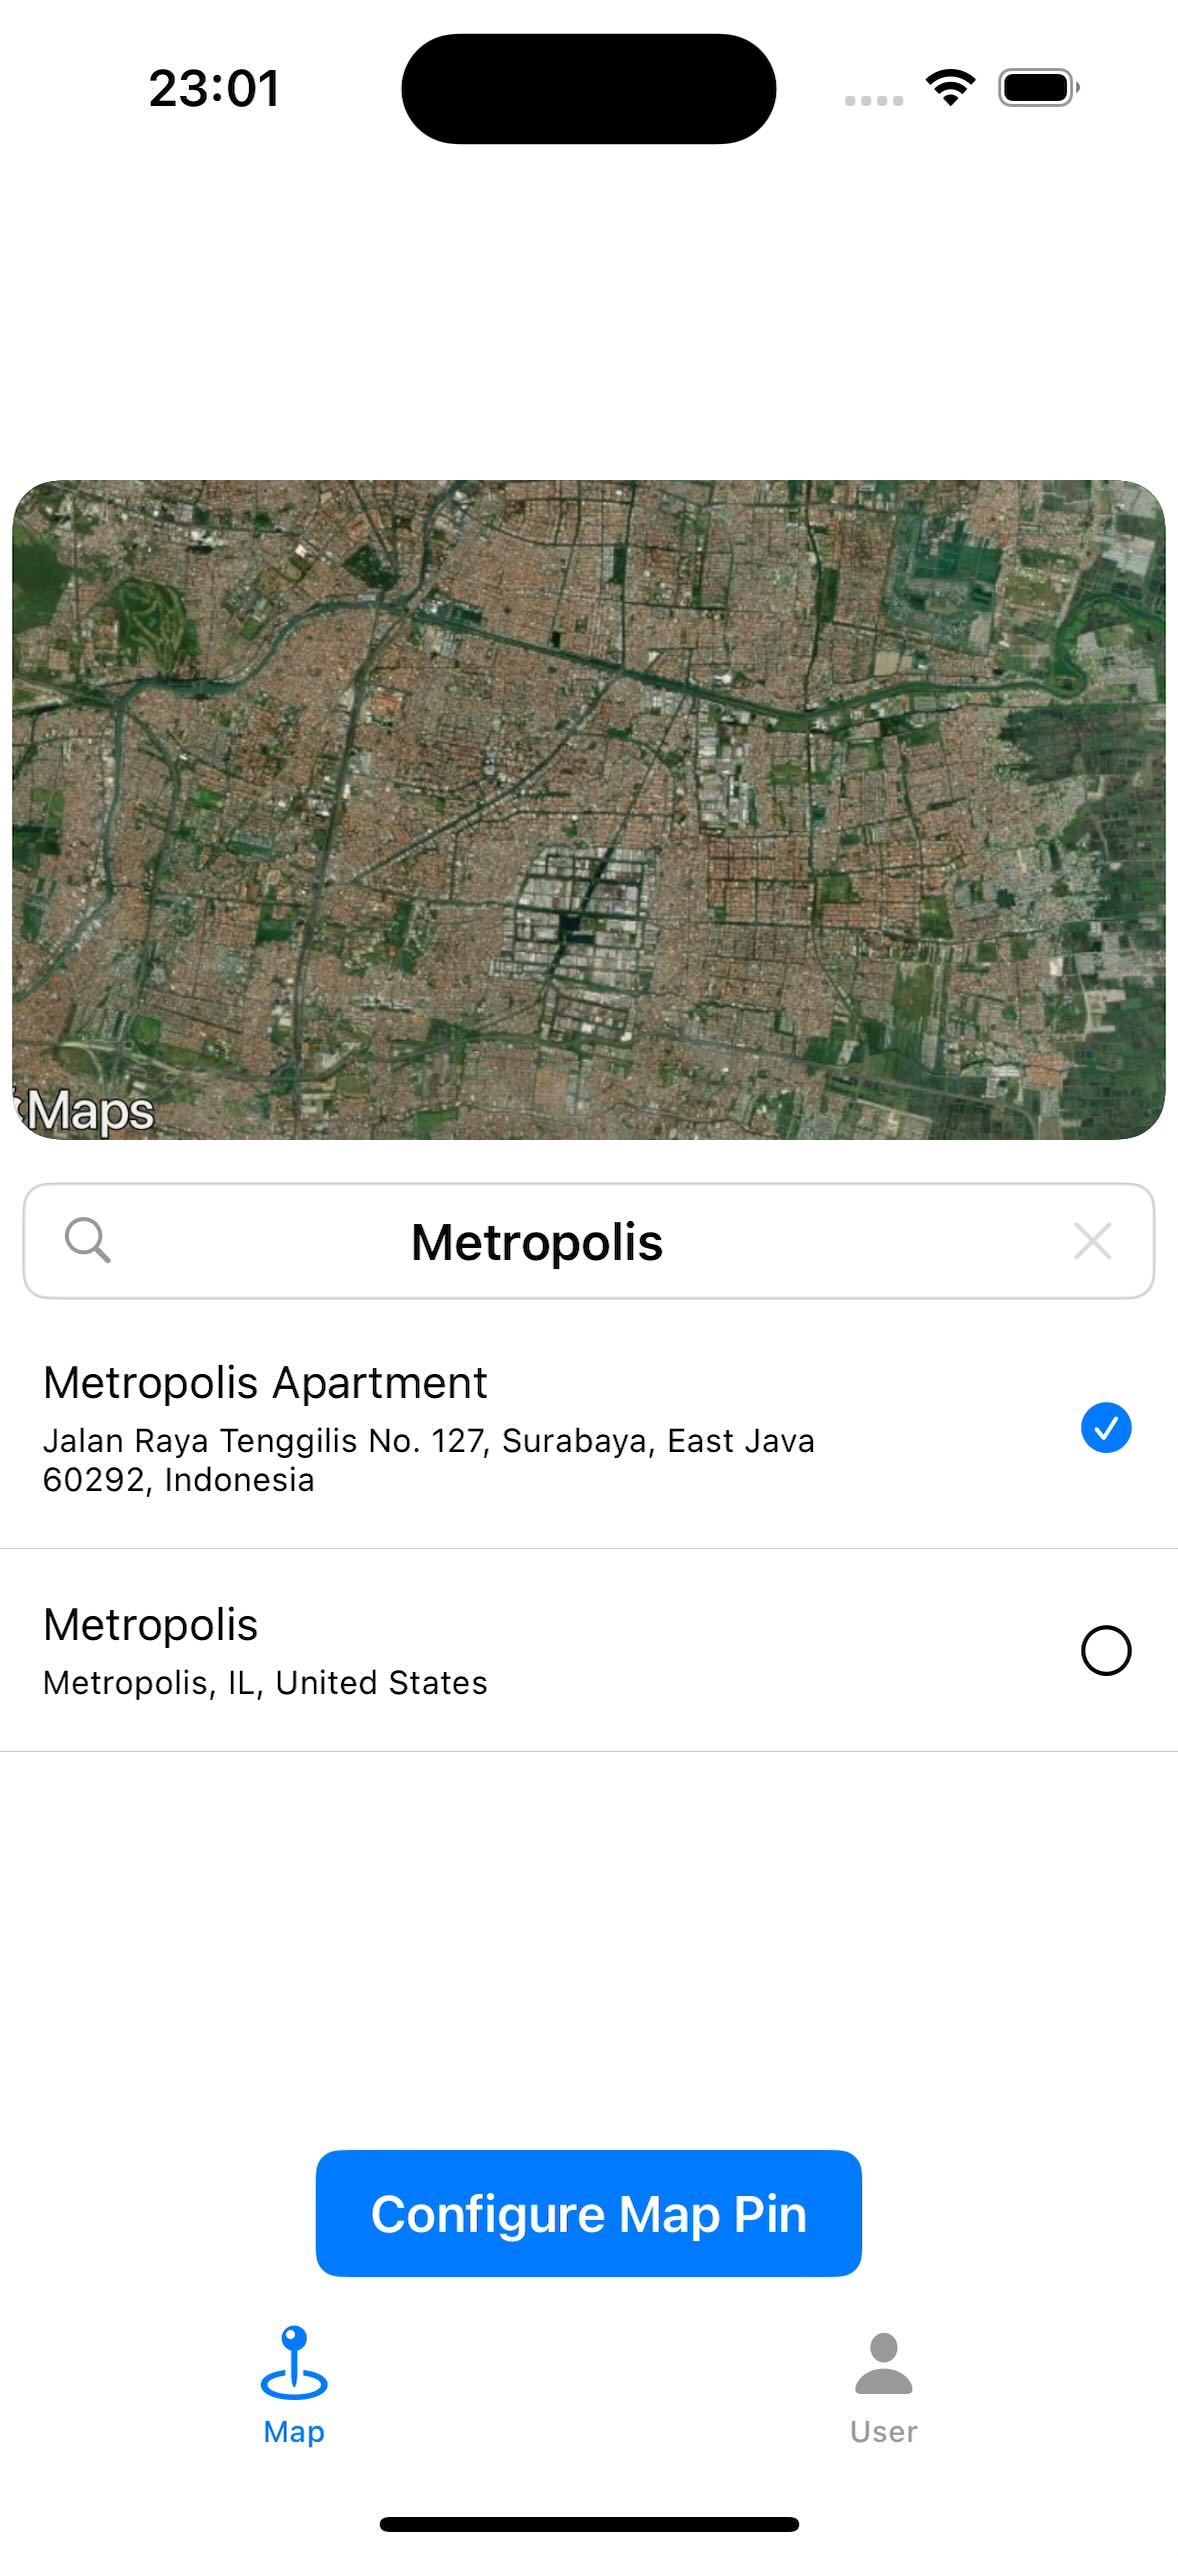 23:01
Maps
Metropolis
Metropolis Apartment
Jalan Raya Tenggilis No. 127, Surabaya, East Java
60292, Indonesia
Metropolis
Metropolis, IL, United States
Configure Map Pin
Map
User